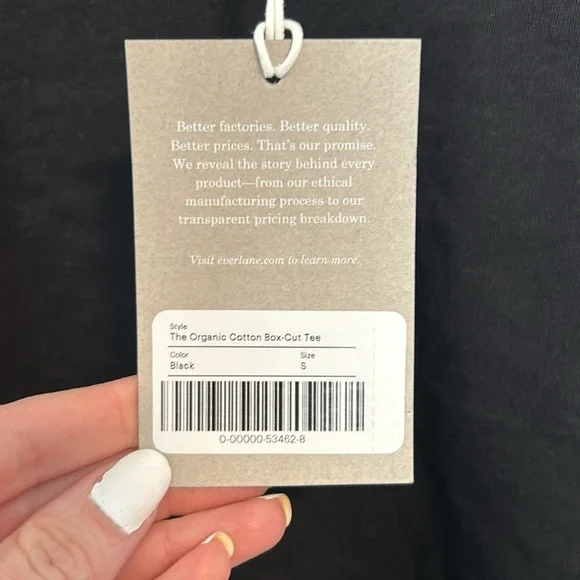 Better factories. Better quality.
Better prices. That's our promise.
We reveal the story behind every
product—from our ethical
manufacturing process to our
transparent pricing breakdown.
Visit everlane.com to learn more.
Style
The Organic Cotton Box-Cut Tee
Color Size
Black S
0-00000-53462-8